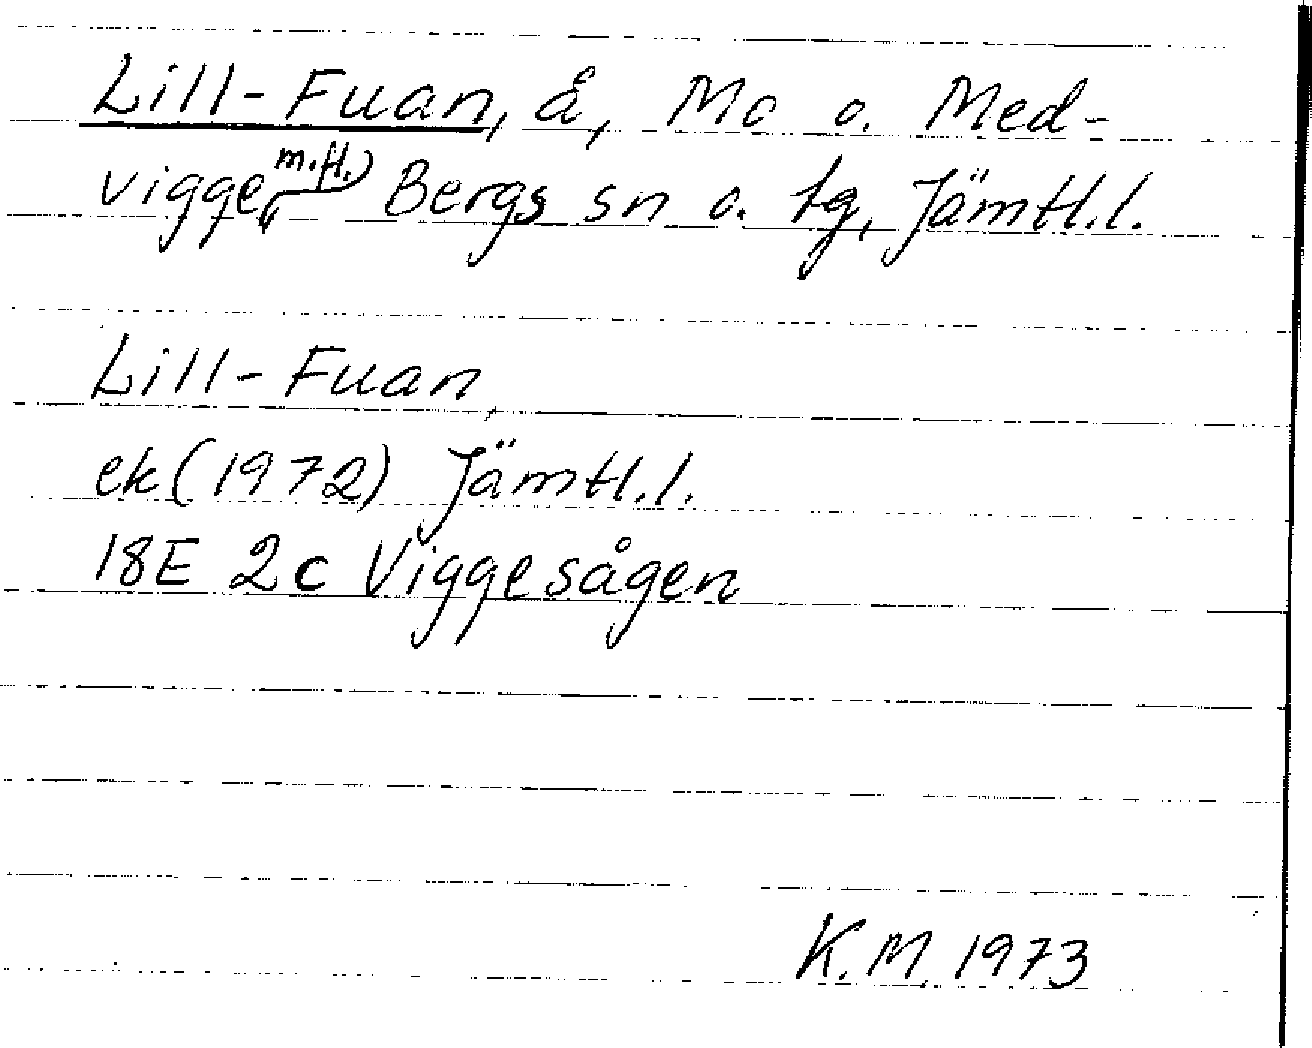 Lill-Fuan, å, Mo o. Med-
vigge m.fl., Bergs sn o. tg, Jämtl.l.
Lill-Fuan,
ek (1972) Jämtl.l.
18E 2c Viggesågen
K.M. 1973